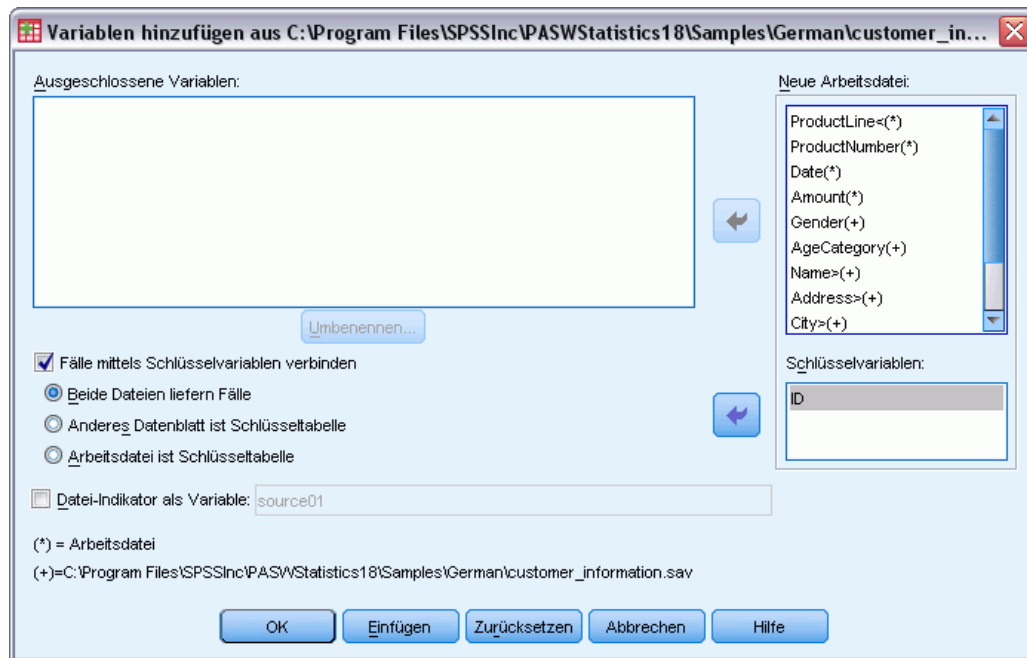 Variablen hinzufügen aus C:\Program Files\SPSSInc\PASWStatistics18\Samples\German\customer_in...
Ausgeschlossene Variablen:
Neue Arbeitsdatei:
ProductLine<(*)
ProductNumber(*)
Date(*)
Amount(*)
Gender(+)
AgeCategory(+)
Name>(+)
Address>(+)
City>(+)
Umbenennen...
Fälle mittels Schlüsselvariablen verbinden
Beide Dateien liefern Fälle
Anderes Datenblatt ist Schlüsseltabelle
Arbeitsdatei ist Schlüsseltabelle
Schlüsselvariablen:
ID
Datei-Indikator als Variable: source01
(*) = Arbeitsdatei
(+)=C:\Program Files\SPSSInc\PASWStatistics18\Samples\German\customer_information.sav
OK Einfügen Zurücksetzen Abbrechen Hilfe